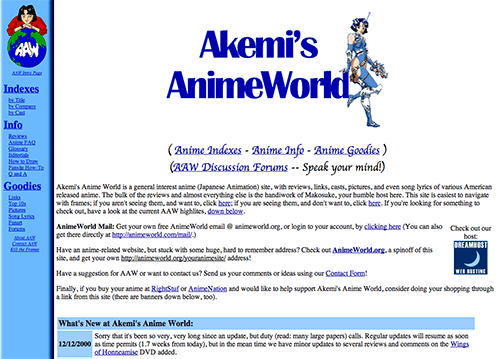 AAW
AAW Intro Page
Indexes
by Title
by Company
by Cast
Info
Reviews
Anime FAQ
Glossary
Editorials
How to Draw
Fansite How-To
Q and A
Goodies
Links
Top 10s
Pictures
Song Lyrics
Forums
About AAW
Contact AAW
Kill the Frames
Akemi's
AnimeWorld
( Anime Indexes - Anime Info - Anime Goodies )
(AAW Discussion Forums -- Speak your mind!)
Akemi's Anime World is a general interest anime (Japanese Animation) site, with reviews, links, casts, pictures, and even song lyrics of various American
released anime. The bulk of the reviews and almost everything else is the handiwork of Makosuke, your humble host here. This site is easiest to navigate
with frames; if you aren't seeing them, and want to, click here; if you are seeing them, and don't want to, click here. If you're looking for something to
check out, have a look at the current AAW highlites, down below.
AnimeWorld Mail: Get your own free AnimeWorld email @ animeworld.org, or login to your account, by clicking here (You can also
get there directly at http://animeworld.com/mail/.)
Check out our
host:
DREAMHOST
WEB HOSTING
Have an anime-related website, but stuck with some huge, hard to remember address? Check out AnimeWorld.org, a spinoff of this
site, and get your own http://animeworld.org/youranimesite/ address!
Have a suggestion for AAW or want to contact us? Send us your comments or ideas using our Contact Form!
Finally, if you buy your anime at RightStuf or AnimeNation and would like to help support Akemi's Anime World, consider doing your shopping through
a link from this site (there are banners down below, too).
What's New at Akemi's Anime World:
12/12/2000
Sorry that it's been so very, very long since an update, but duty (read: many large papers) calls. Regular updates will resume as soon
as time permits (1.7 weeks from today), but in the mean time we have minor updates to several reviews and comments on the Wings
of Honneamise DVD added.